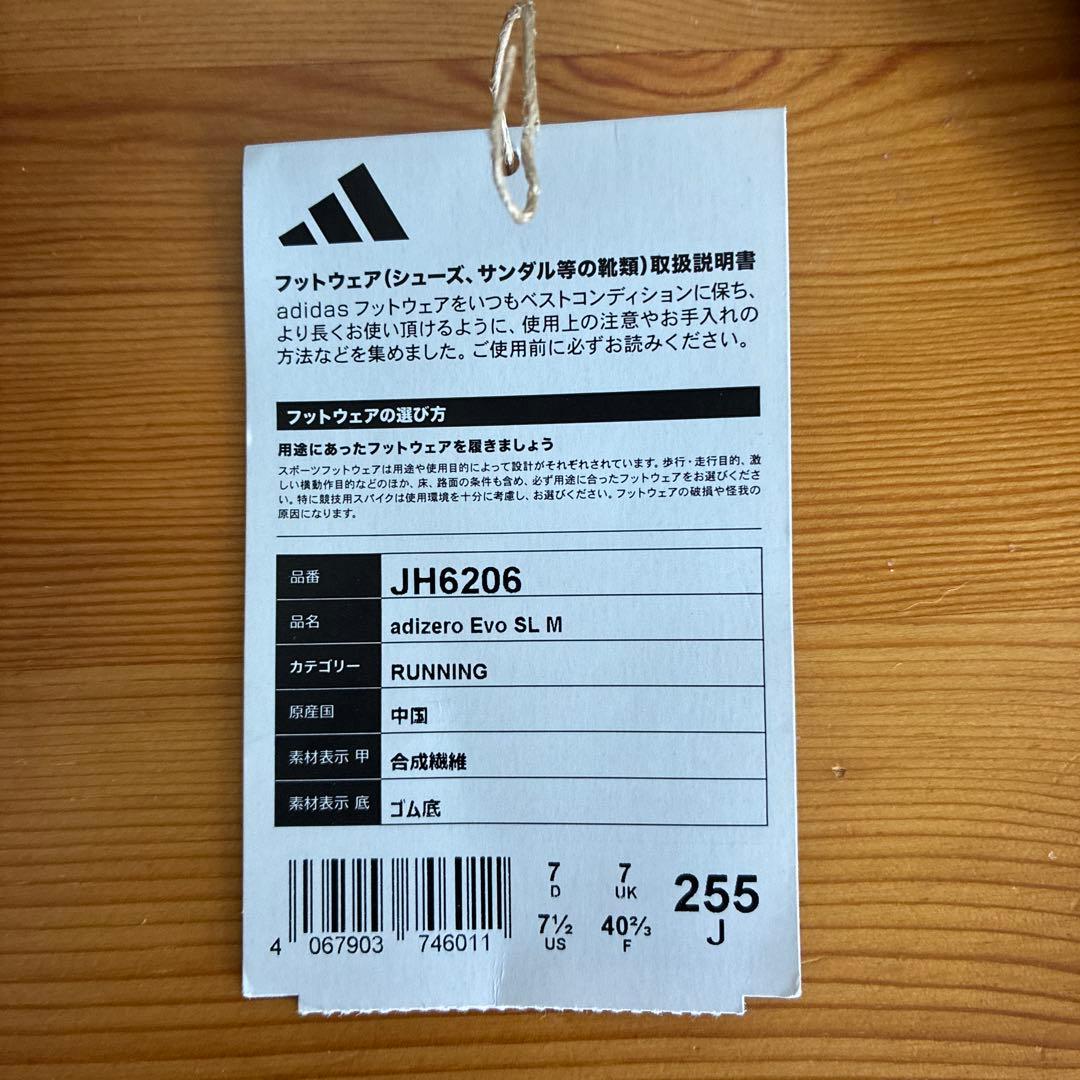 フットウェア(シューズ、サンダル等の靴類)取扱説明書
adidas フットウェアをいつもベストコンディションに保ち、
より長くお使い頂けるように、使用上の注意やお手入れの
方法などを集めました。ご使用前に必ずお読みください。
フットウェアの選び方
用途にあったフットウェアを履きましょう
スポーツフットウェアは用途や使用目的によって設計がそれぞれされています。歩行・走行目的、激
しい横動作目的などのほか、床、路面の条件も含め、必ず用途に合ったフットウェアをお選びくださ
い。特に競技用スパイクは使用環境を十分に考慮し、お選びください。フットウェアの破損や怪我の
原因になります。
品番 JH6206
品名 adizero Evo SL M
カテゴリー RUNNING
原産国 中国
素材表示 甲 合成繊維
素材表示 底 ゴム底
7 D 7 UK 255 J
7½ US 40⅔ F
4 067903 746011